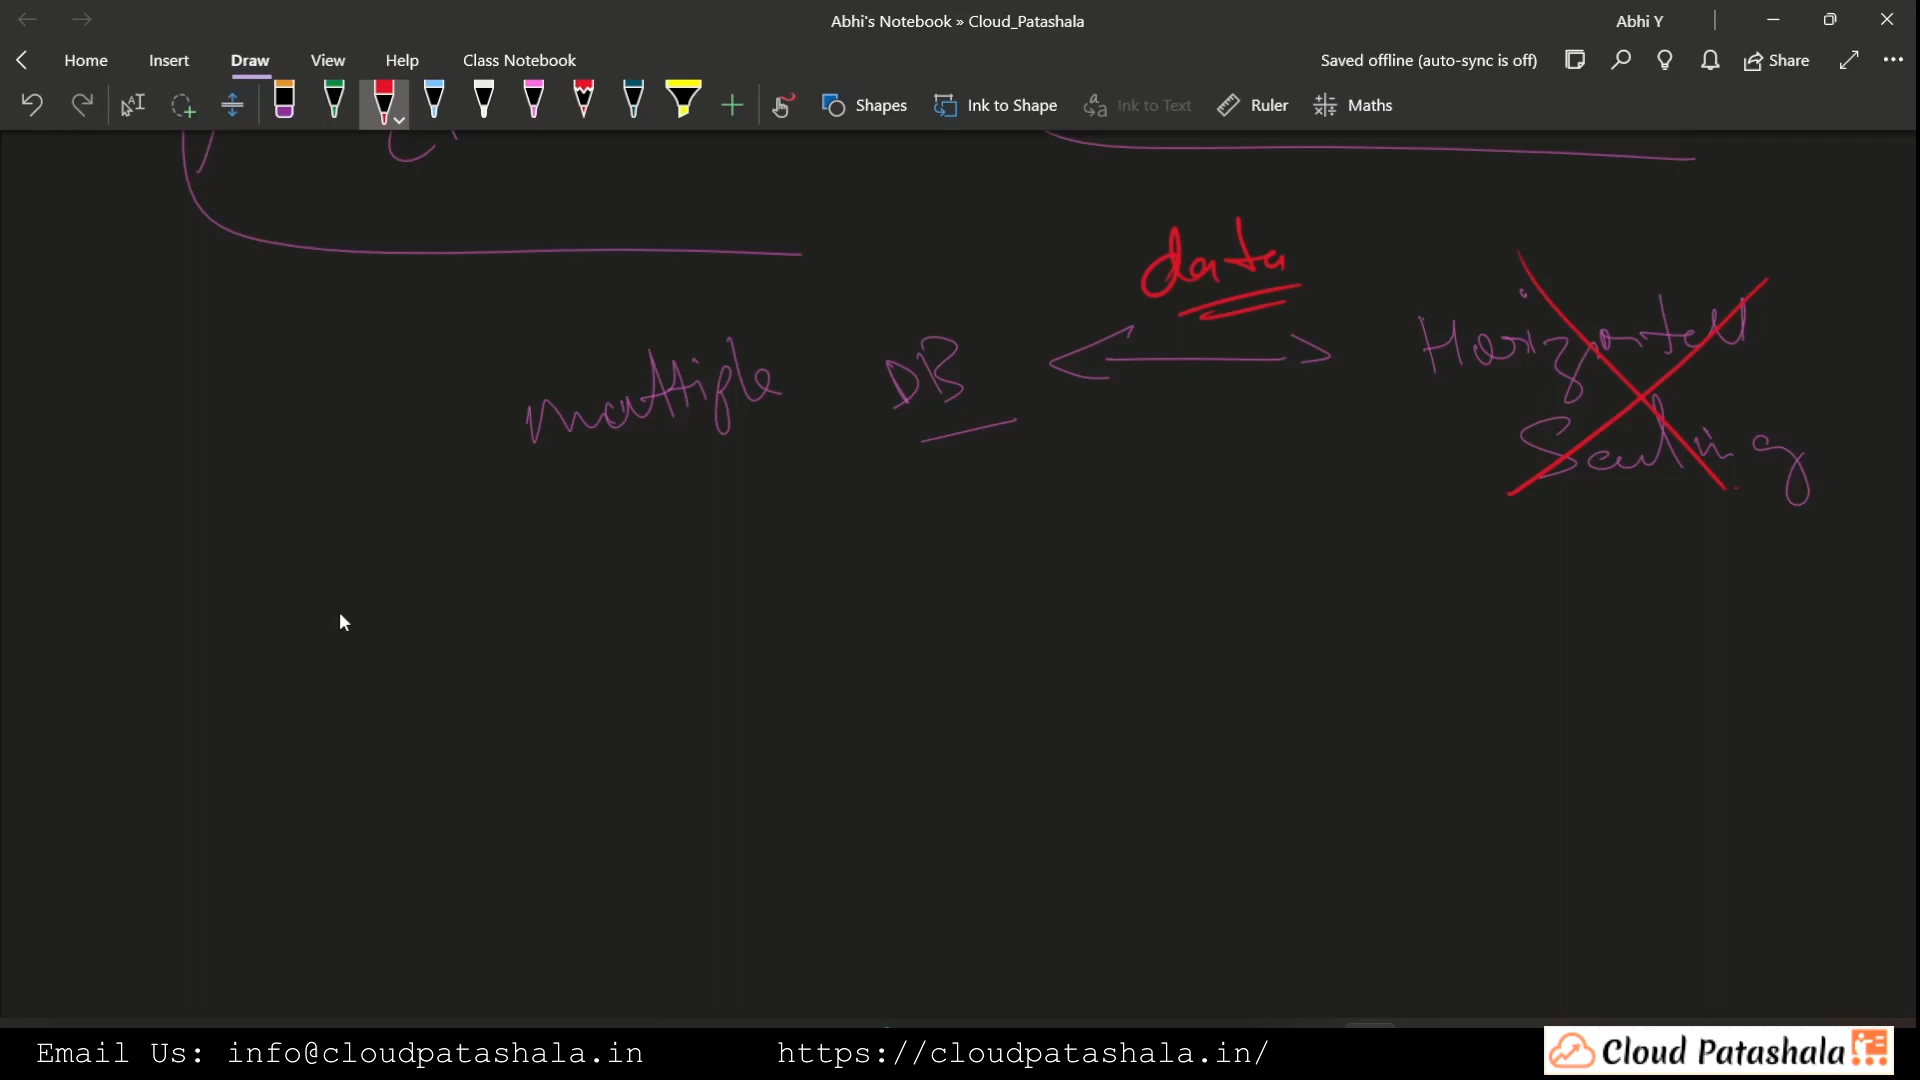 Abhi's Notebook » Cloud_Patashala
Abhi Y
Home Insert Draw View Help Class Notebook
Saved offline (auto-sync is off)
Share
Shapes Ink to Shape Ink to Text Ruler Maths
data
multiple DB
Horizontal
Scaling
Email Us: info@cloudpatashala.in https://cloudpatashala.in/
Cloud Patashala